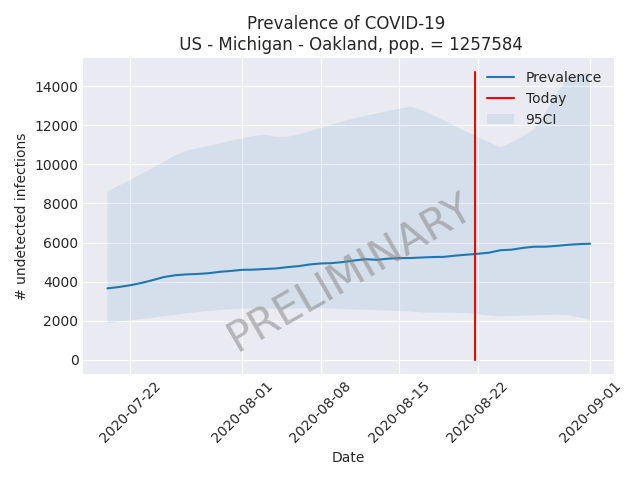 Prevalence of COVID-19
US - Michigan - Oakland, pop. = 1257584
Prevalence
Today
95CI
14000
12000
10000
8000
6000
4000
2000
0
# undetected infections
PRELIMINARY
2020-07-22
2020-08-01
2020-08-08
2020-08-15
2020-08-22
2020-09-01
Date